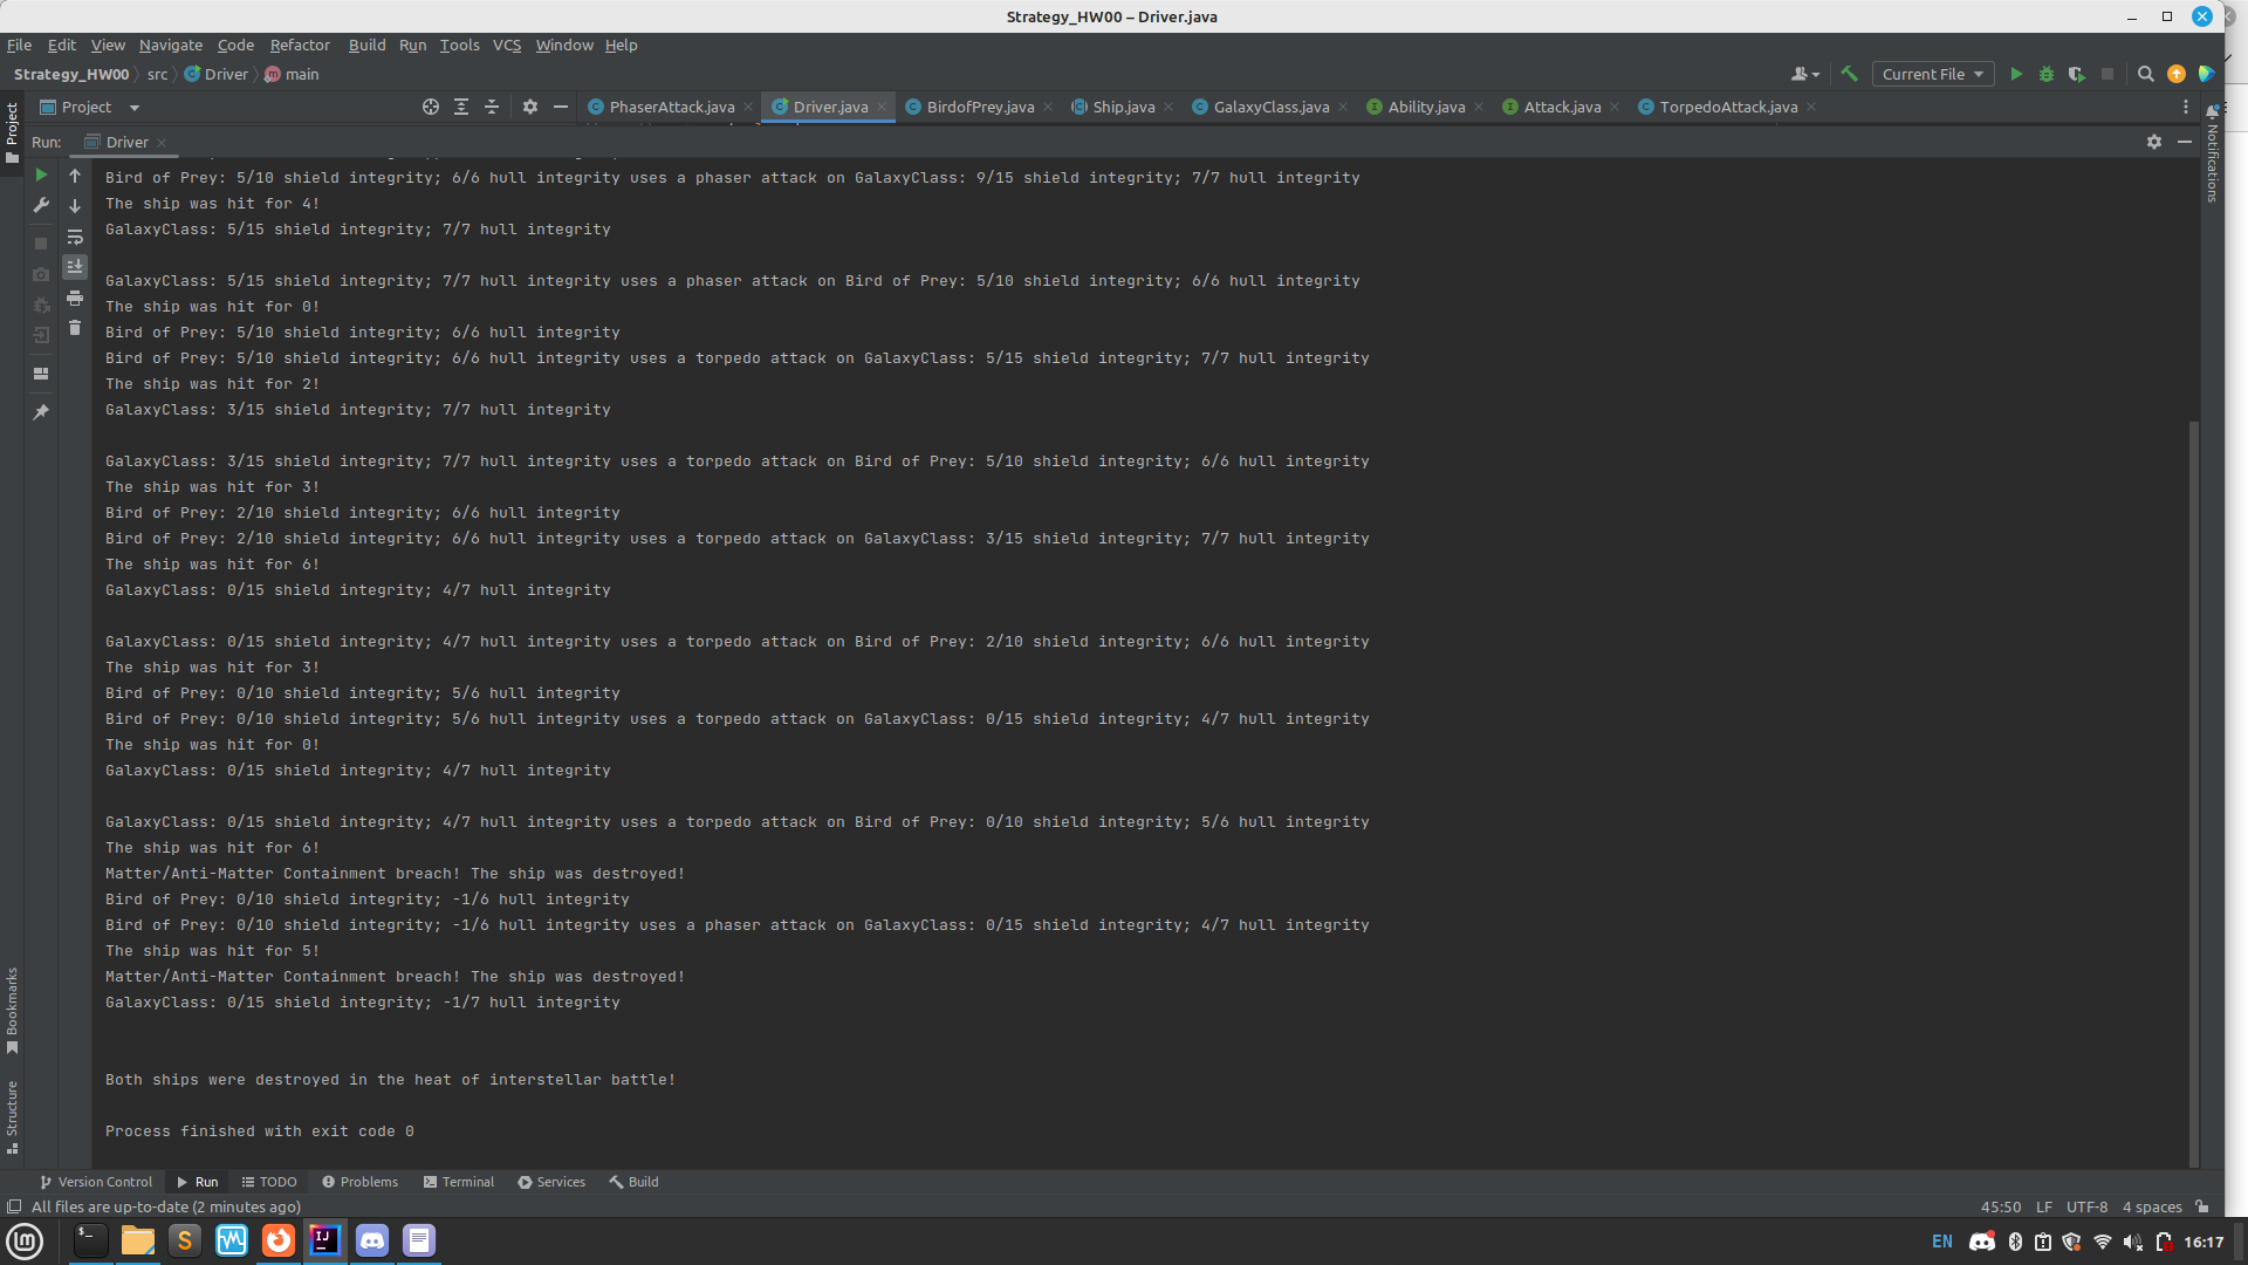 Strategy_HW00 – Driver.java
File Edit View Navigate Code Refactor Build Run Tools VCS Window Help
Strategy_HW00 src Driver main Current File
Project PhaserAttack.java Driver.java BirdofPrey.java Ship.java GalaxyClass.java Ability.java Attack.java TorpedoAttack.java
Project
Notifications
Run: Driver
Bird of Prey: 5/10 shield integrity; 6/6 hull integrity uses a phaser attack on GalaxyClass: 9/15 shield integrity; 7/7 hull integrity
The ship was hit for 4!
GalaxyClass: 5/15 shield integrity; 7/7 hull integrity
GalaxyClass: 5/15 shield integrity; 7/7 hull integrity uses a phaser attack on Bird of Prey: 5/10 shield integrity; 6/6 hull integrity
The ship was hit for 0!
Bird of Prey: 5/10 shield integrity; 6/6 hull integrity
Bird of Prey: 5/10 shield integrity; 6/6 hull integrity uses a torpedo attack on GalaxyClass: 5/15 shield integrity; 7/7 hull integrity
The ship was hit for 2!
GalaxyClass: 3/15 shield integrity; 7/7 hull integrity
GalaxyClass: 3/15 shield integrity; 7/7 hull integrity uses a torpedo attack on Bird of Prey: 5/10 shield integrity; 6/6 hull integrity
The ship was hit for 3!
Bird of Prey: 2/10 shield integrity; 6/6 hull integrity
Bird of Prey: 2/10 shield integrity; 6/6 hull integrity uses a torpedo attack on GalaxyClass: 3/15 shield integrity; 7/7 hull integrity
The ship was hit for 6!
GalaxyClass: 0/15 shield integrity; 4/7 hull integrity
GalaxyClass: 0/15 shield integrity; 4/7 hull integrity uses a torpedo attack on Bird of Prey: 2/10 shield integrity; 6/6 hull integrity
The ship was hit for 3!
Bird of Prey: 0/10 shield integrity; 5/6 hull integrity
Bird of Prey: 0/10 shield integrity; 5/6 hull integrity uses a torpedo attack on GalaxyClass: 0/15 shield integrity; 4/7 hull integrity
The ship was hit for 0!
GalaxyClass: 0/15 shield integrity; 4/7 hull integrity
GalaxyClass: 0/15 shield integrity; 4/7 hull integrity uses a torpedo attack on Bird of Prey: 0/10 shield integrity; 5/6 hull integrity
The ship was hit for 6!
Matter/Anti-Matter Containment breach! The ship was destroyed!
Bird of Prey: 0/10 shield integrity; -1/6 hull integrity
Bird of Prey: 0/10 shield integrity; -1/6 hull integrity uses a phaser attack on GalaxyClass: 0/15 shield integrity; 4/7 hull integrity
The ship was hit for 5!
Matter/Anti-Matter Containment breach! The ship was destroyed!
GalaxyClass: 0/15 shield integrity; -1/7 hull integrity
Both ships were destroyed in the heat of interstellar battle!
Process finished with exit code 0
Bookmarks
Structure
Version Control Run TODO Problems Terminal Services Build
All files are up-to-date (2 minutes ago) 45:50 LF UTF-8 4 spaces
EN 16:17